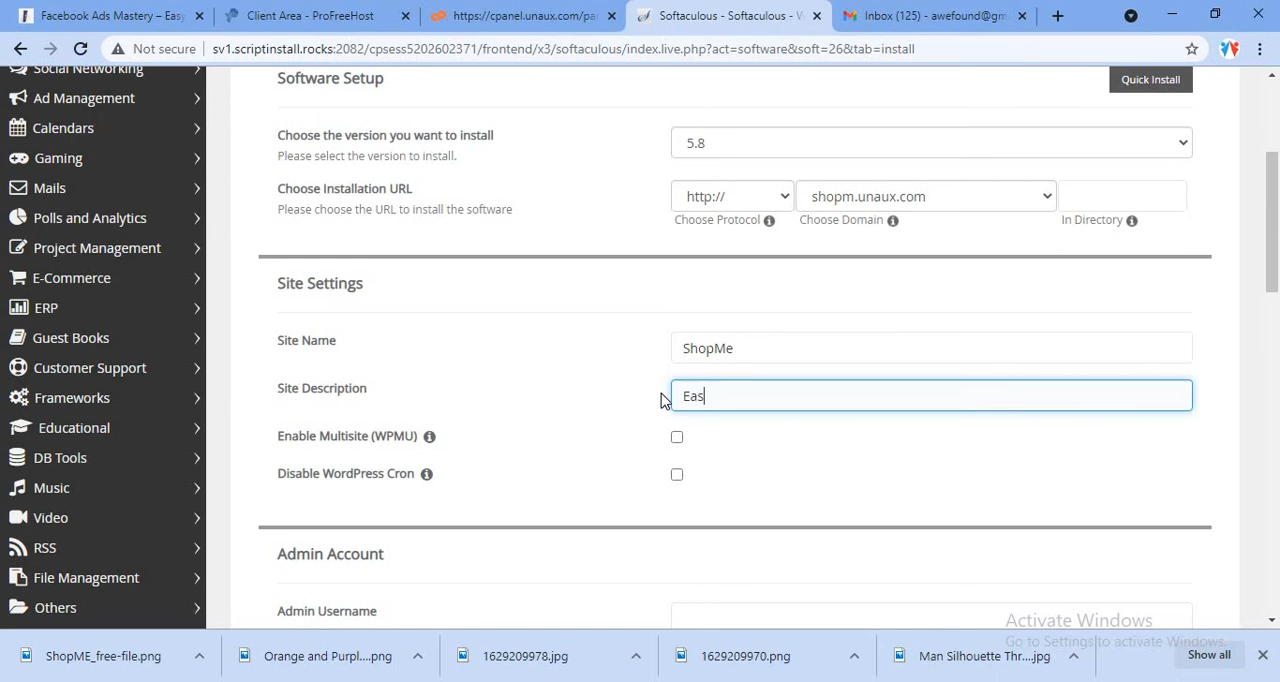 Facebook Ads Mastery – Eas
Client Area - ProFreeHost
https://cpanel.unaux.com/pa
Softaculous - Softaculous - W
Inbox (125) - awefound@gm
Not secure
sv1.scriptinstall.rocks:2082/cpsess5202602371/frontend/x3/softaculous/index.live.php?act=software&soft=26&tab=install
Social Networking
Ad Management
Calendars
Gaming
Mails
Polls and Analytics
Project Management
E-Commerce
ERP
Guest Books
Customer Support
Frameworks
Educational
DB Tools
Music
Video
RSS
File Management
Others
Software Setup
Quick Install
Choose the version you want to install
Please select the version to install.
5.8
Choose Installation URL
Please choose the URL to install the software
http://
shopm.unaux.com
Choose Protocol
Choose Domain
In Directory
Site Settings
Site Name
ShopMe
Site Description
Eas
Enable Multisite (WPMU)
Disable WordPress Cron
Admin Account
Admin Username
Activate Windows
Go to Settings to activate Windows.
ShopME_free-file.png
Orange and Purpl....png
1629209978.jpg
1629209970.png
Man Silhouette Thr....jpg
Show all